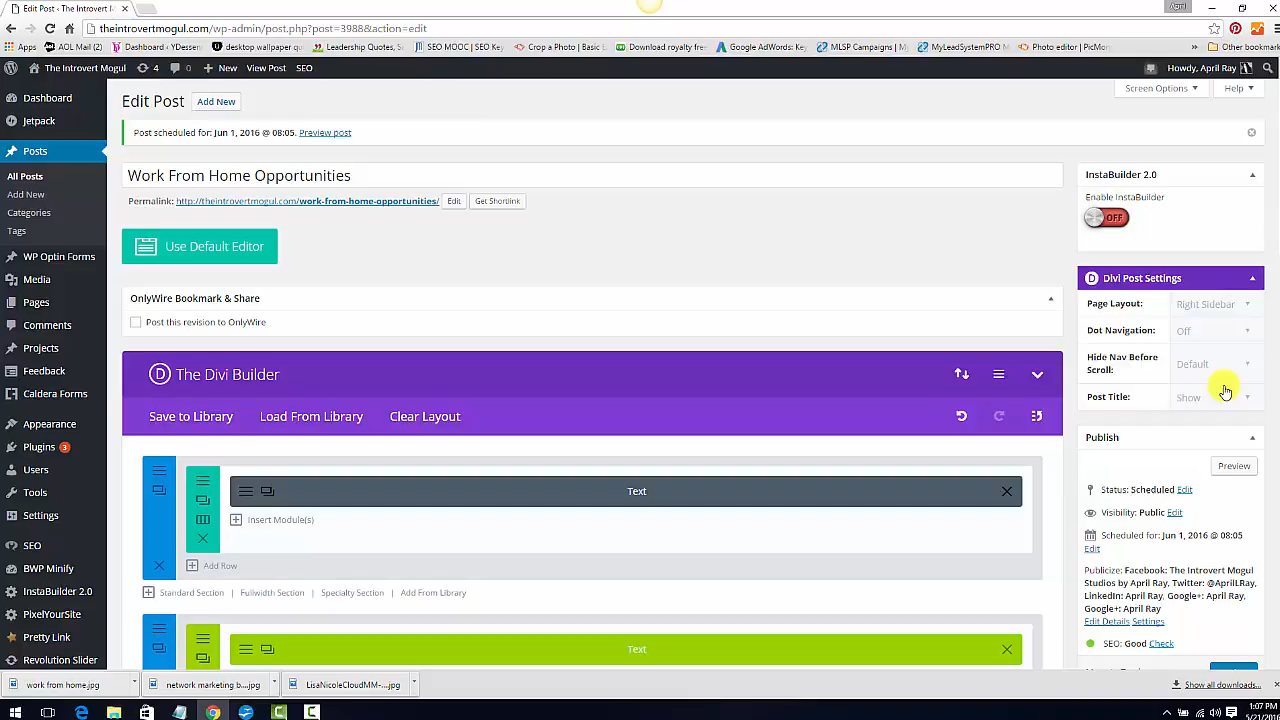 Edit Post ‹ The Introvert M
April
theintrovertmogul.com/wp-admin/post.php?post=3988&action=edit
Apps
AOL Mail (2)
Dashboard ‹ YDessen
desktop wallpaper qu
Leadership Quotes, S
SEO MOOC | SEO Key
Crop a Photo | Basic E
Download royalty free
Google AdWords: Key
MLSP Campaigns | My
MyLeadSystemPRO M
Photo editor | PicMon
»
Other bookmark
The Introvert Mogul
4
0
New
View Post
SEO
Howdy, April Ray
Screen Options
Help
Dashboard
Jetpack
Posts
All Posts
Add New
Categories
Tags
WP Optin Forms
Media
Pages
Comments
Projects
Feedback
Caldera Forms
Appearance
Plugins 3
Users
Tools
Settings
SEO
BWP Minify
InstaBuilder 2.0
PixelYourSite
Pretty Link
Revolution Slider
Edit Post
Add New
Post scheduled for: Jun 1, 2016 @ 08:05. Preview post
Work From Home Opportunities
Permalink: http://theintrovertmogul.com/work-from-home-opportunities/ Edit Get Shortlink
Use Default Editor
OnlyWire Bookmark & Share
Post this revision to OnlyWire
The Divi Builder
Save to Library
Load From Library
Clear Layout
Text
Insert Module(s)
Add Row
Standard Section | Fullwidth Section | Specialty Section | Add From Library
Text
InstaBuilder 2.0
Enable InstaBuilder
OFF
Divi Post Settings
Page Layout: Right Sidebar
Dot Navigation: Off
Hide Nav Before
Scroll:
Default
Post Title: Show
Publish
Preview
Status: Scheduled Edit
Visibility: Public Edit
Scheduled for: Jun 1, 2016 @ 08:05
Edit
Publicize: Facebook: The Introvert Mogul
Studios by April Ray, Twitter: @AprilLRay,
LinkedIn: April Ray, Google+: April Ray,
Google+: April Ray
Edit Details Settings
SEO: Good Check
work from home.jpg
network marketing b....jpg
LisaNicoleCloudMM-....jpg
Show all downloads...
1:07 PM